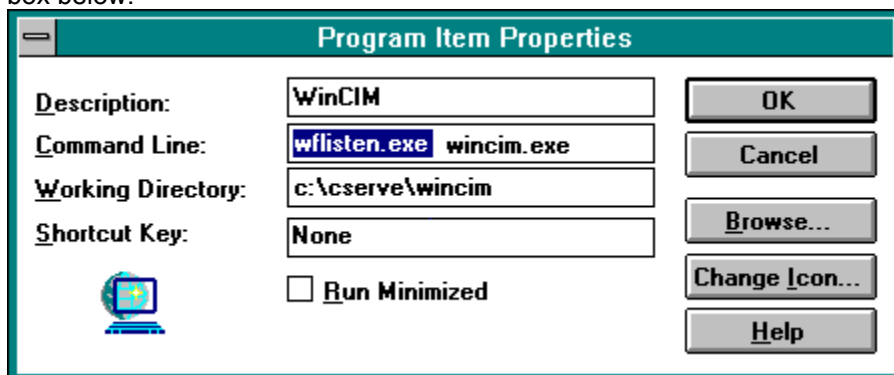 box below.
Program Item Properties
Description: WinCIM
Command Line: wflisten.exe wincim.exe
Working Directory: c:\cserve\wincim
Shortcut Key: None
Run Minimized
OK
Cancel
Browse...
Change Icon...
Help